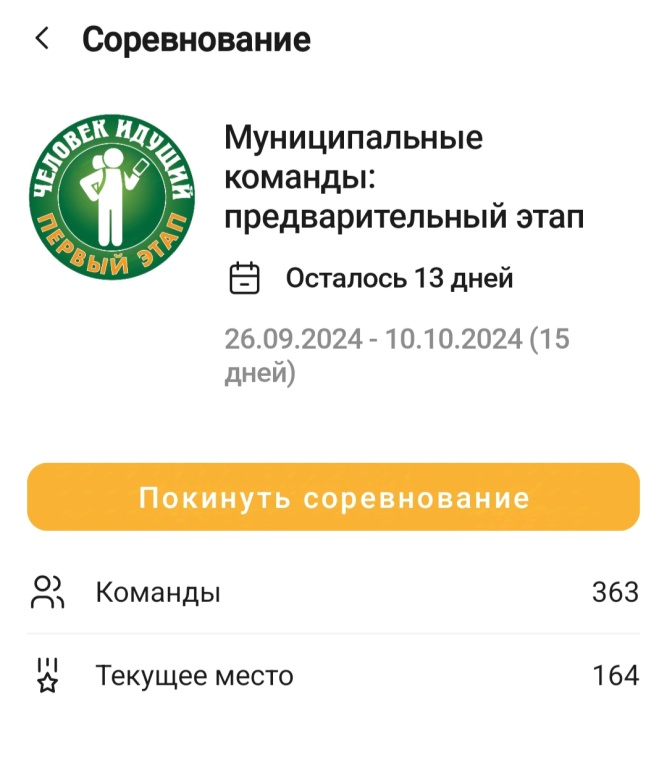 Соревнование
ЧЕЛОВЕК ИДУЩИЙ
ПЕРВЫЙ ЭТАП
Муниципальные
команды:
предварительный этап
Осталось 13 дней
26.09.2024 - 10.10.2024 (15
дней)
Покинуть соревнование
Команды 363
Текущее место 164